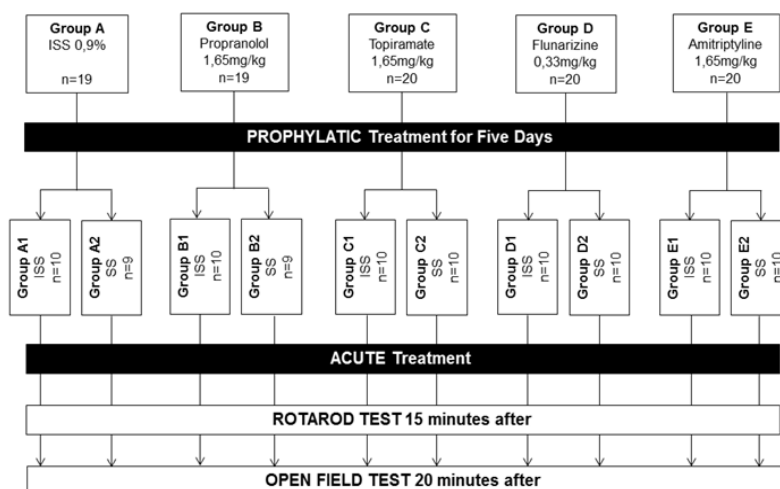 Group A
ISS 0,9%
n=19
Group B
Propranolol
1,65mg/kg
n=19
Group C
Topiramate
1,65mg/kg
n=20
Group D
Flunarizine
0,33mg/kg
n=20
Group E
Amitriptyline
1,65mg/kg
n=20
PROPHYLATIC Treatment for Five Days
Group A1
ISS
n=10
Group A2
SS
n=9
Group B1
ISS
n=10
Group B2
SS
n=9
Group C1
ISS
n=10
Group C2
SS
n=10
Group D1
ISS
n=10
Group D2
SS
n=10
Group E1
ISS
n=10
Group E2
SS
n=10
ACUTE Treatment
ROTAROD TEST 15 minutes after
OPEN FIELD TEST 20 minutes after